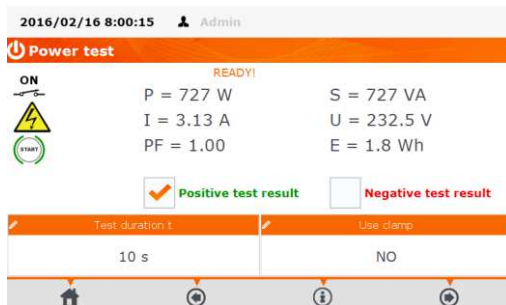 2016/02/16 8:00:15 Admin
Power test
READY!
ON
P = 727 W S = 727 VA
I = 3.13 A U = 232.5 V
START
PF = 1.00 E = 1.8 Wh
Positive test result Negative test result
Test duration t Use clamp
10 s NO